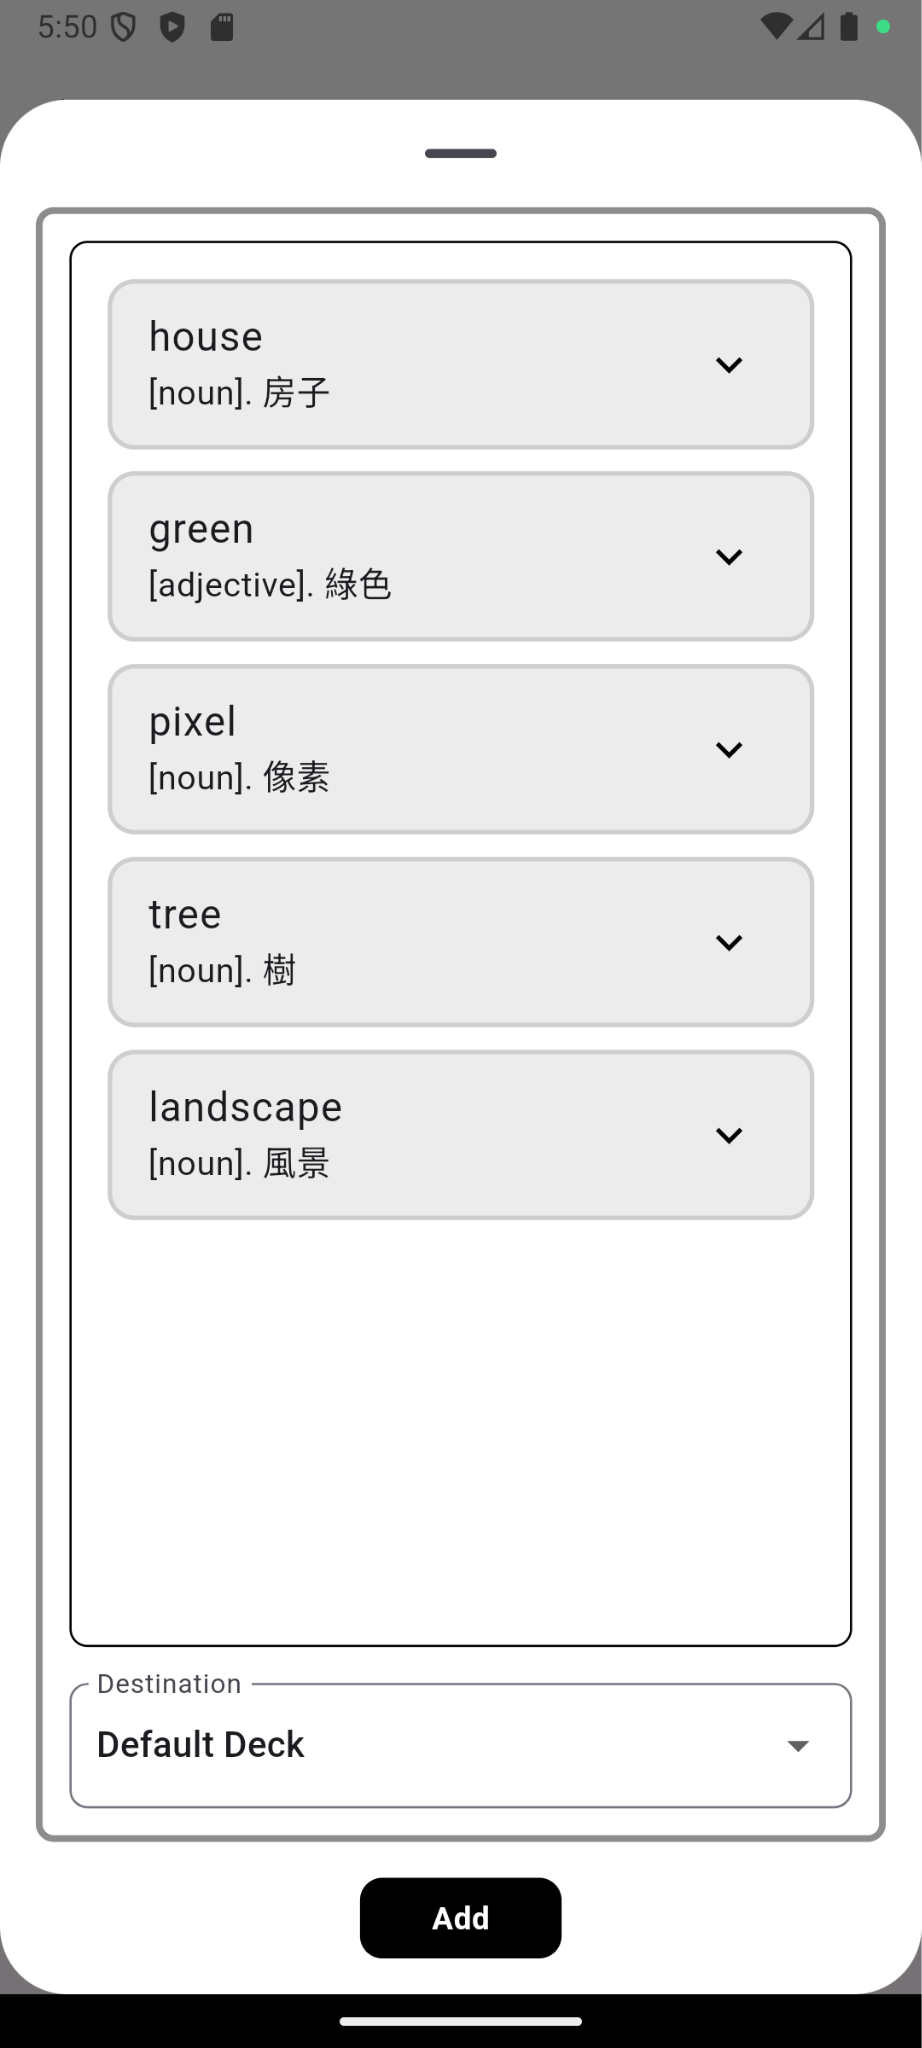 5:50
house
[noun]. 房子
green
[adjective]. 綠色
pixel
[noun]. 像素
tree
[noun]. 樹
landscape
[noun]. 風景
Destination
Default Deck
Add